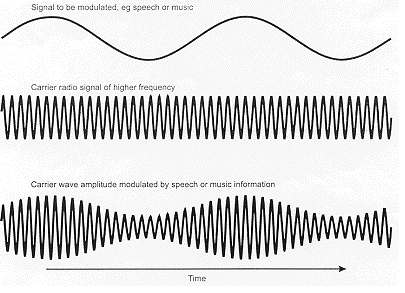 Signal to be modulated, eg speech or music
Carrier radio signal of higher frequency
Carrier wave amplitude modulated by speech or music information
Time